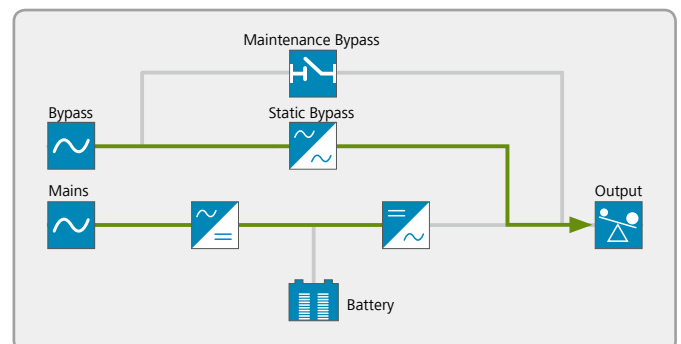 Maintenance Bypass
Bypass
Static Bypass
Mains
Output
Battery